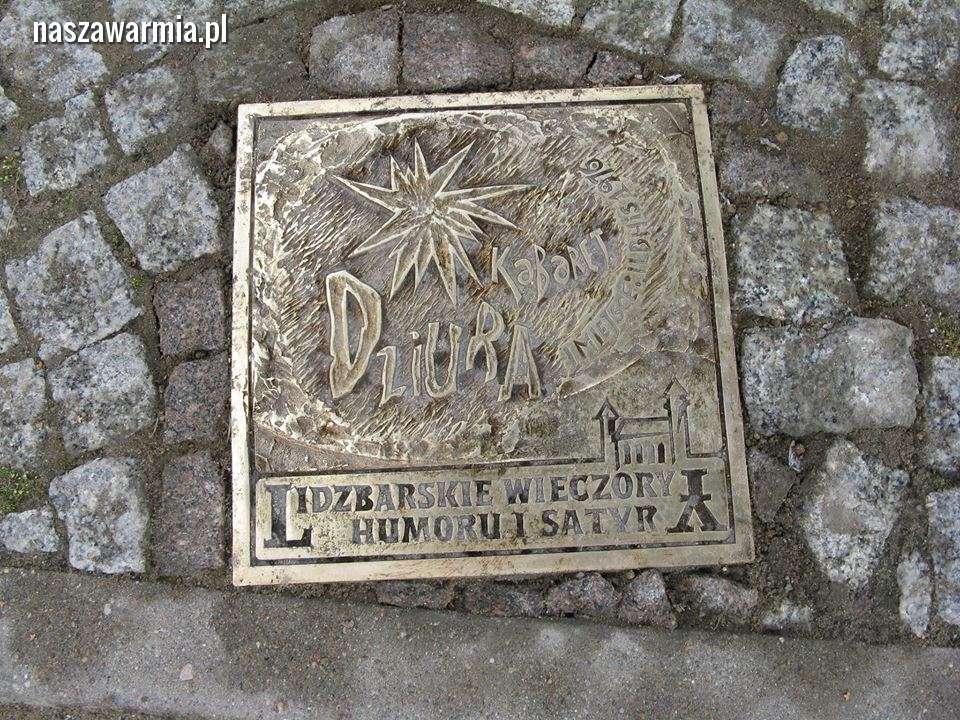 naszawarmia.pl
KABARET
DZIURA
LIDZBARSKIE WIECZORY
HUMORU I SATYRY